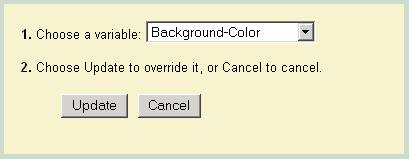 1. Choose a variable: Background-Color
2. Choose Update to override it, or Cancel to cancel.
Update Cancel